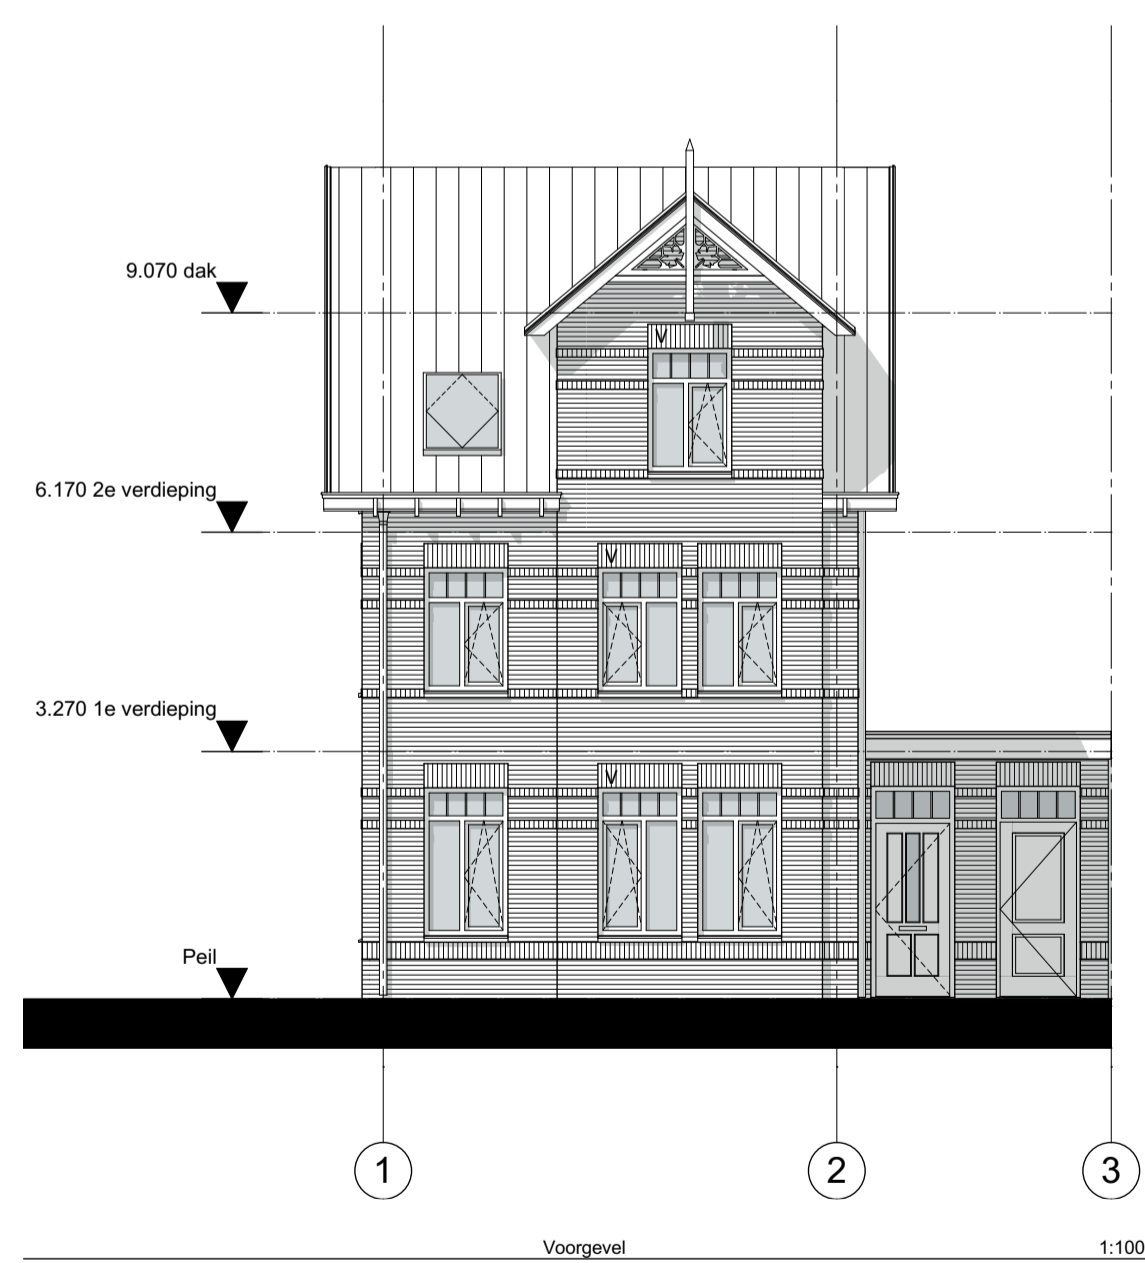 9.070 dak
6.170 2e verdieping
3.270 1e verdieping
Peil
1 2 3
Voorgevel 1:100